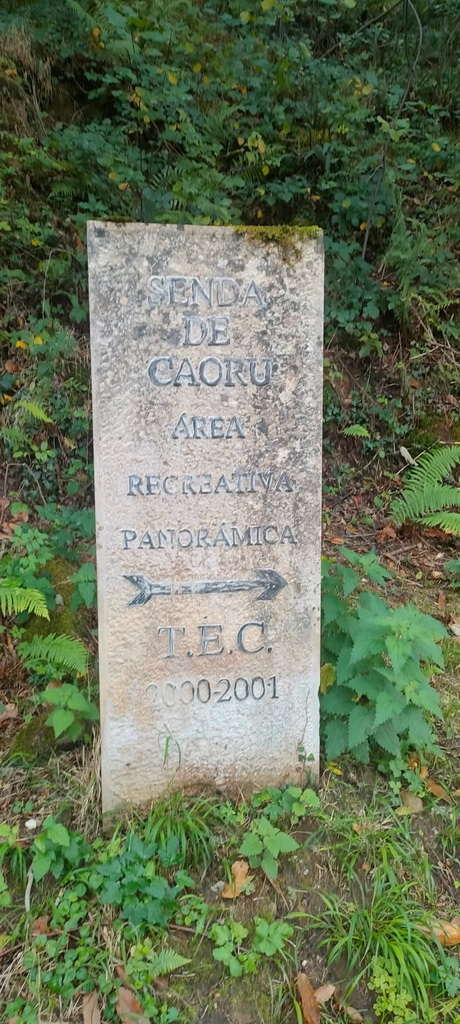 SENDA
DE
CAORU
ÁREA
RECREATIVA
PANORÁMICA
T.E.C.
2000-2001